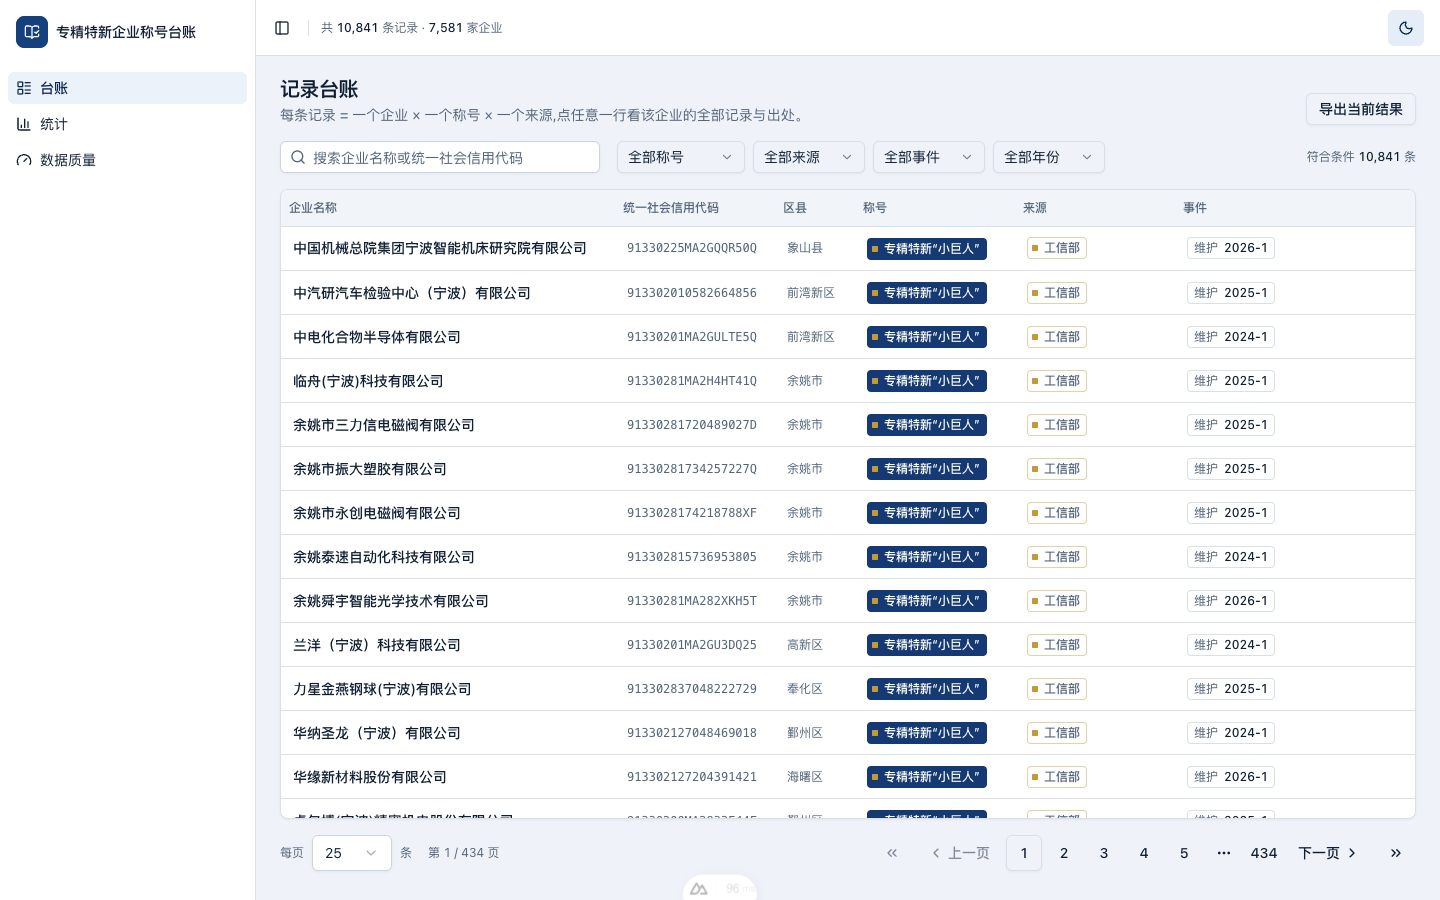 专精特新企业称号台账
台账
统计
数据质量
共 10,841 条记录 · 7,581 家企业
记录台账
每条记录 = 一个企业 × 一个称号 × 一个来源,点任意一行看该企业的全部记录与出处。
导出当前结果
搜索企业名称或统一社会信用代码
全部称号 全部来源 全部事件 全部年份
符合条件 10,841 条
企业名称 统一社会信用代码 区县 称号 来源 事件
中国机械总院集团宁波智能机床研究院有限公司 91330225MA2GQQR50Q 象山县 专精特新“小巨人” 工信部 维护 2026-1
中汽研汽车检验中心（宁波）有限公司 913302010582664856 前湾新区 专精特新“小巨人” 工信部 维护 2025-1
中电化合物半导体有限公司 91330201MA2GULTE5Q 前湾新区 专精特新“小巨人” 工信部 维护 2024-1
临舟(宁波)科技有限公司 91330281MA2H4HT41Q 余姚市 专精特新“小巨人” 工信部 维护 2025-1
余姚市三力信电磁阀有限公司 91330281720489027D 余姚市 专精特新“小巨人” 工信部 维护 2025-1
余姚市振大塑胶有限公司 91330281734257227Q 余姚市 专精特新“小巨人” 工信部 维护 2025-1
余姚市永创电磁阀有限公司 9133028174218788XF 余姚市 专精特新“小巨人” 工信部 维护 2025-1
余姚泰速自动化科技有限公司 913302815736953805 余姚市 专精特新“小巨人” 工信部 维护 2024-1
余姚舜宇智能光学技术有限公司 91330281MA282XKH5T 余姚市 专精特新“小巨人” 工信部 维护 2026-1
兰洋（宁波）科技有限公司 91330201MA2GU3DQ25 高新区 专精特新“小巨人” 工信部 维护 2024-1
力星金燕钢球(宁波)有限公司 913302837048222729 奉化区 专精特新“小巨人” 工信部 维护 2025-1
华纳圣龙（宁波）有限公司 913302127048469018 鄞州区 专精特新“小巨人” 工信部 维护 2024-1
华缘新材料股份有限公司 913302127204391421 海曙区 专精特新“小巨人” 工信部 维护 2026-1
每页 25 条 第 1 / 434 页
上一页 1 2 3 4 5 ••• 434 下一页
96 ms